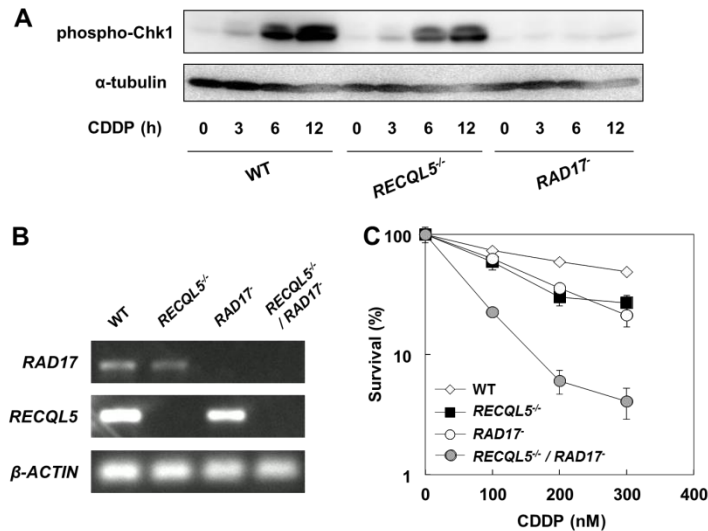 A
phospho-Chk1
α-tubulin
CDDP (h) 0 3 6 12 0 3 6 12 0 3 6 12
WT RECQL5-/- RAD17-
B
WT RECQL5-/- RAD17- RECQL5-/- / RAD17-
RAD17
RECQL5
β-ACTIN
C
Survival (%)
100
10
1
WT
RECQL5-/-
RAD17-
RECQL5-/- / RAD17-
0 100 200 300 400
CDDP (nM)